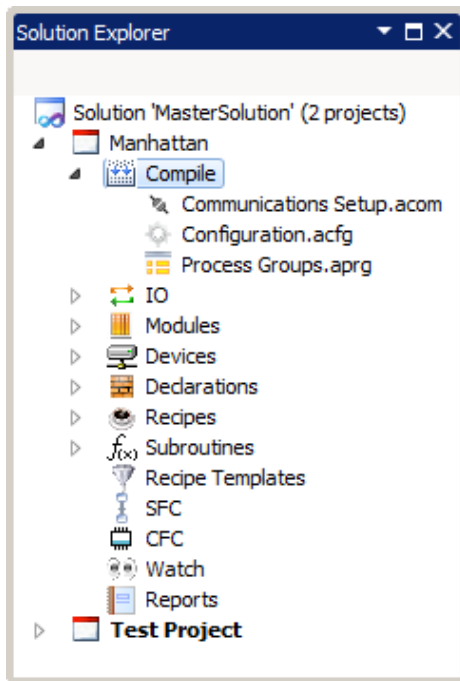 Solution Explorer
Solution 'MasterSolution' (2 projects)
Manhattan
Compile
Communications Setup.acom
Configuration.acfg
Process Groups.aprg
IO
Modules
Devices
Declarations
Recipes
f(x) Subroutines
Recipe Templates
SFC
CFC
Watch
Reports
Test Project